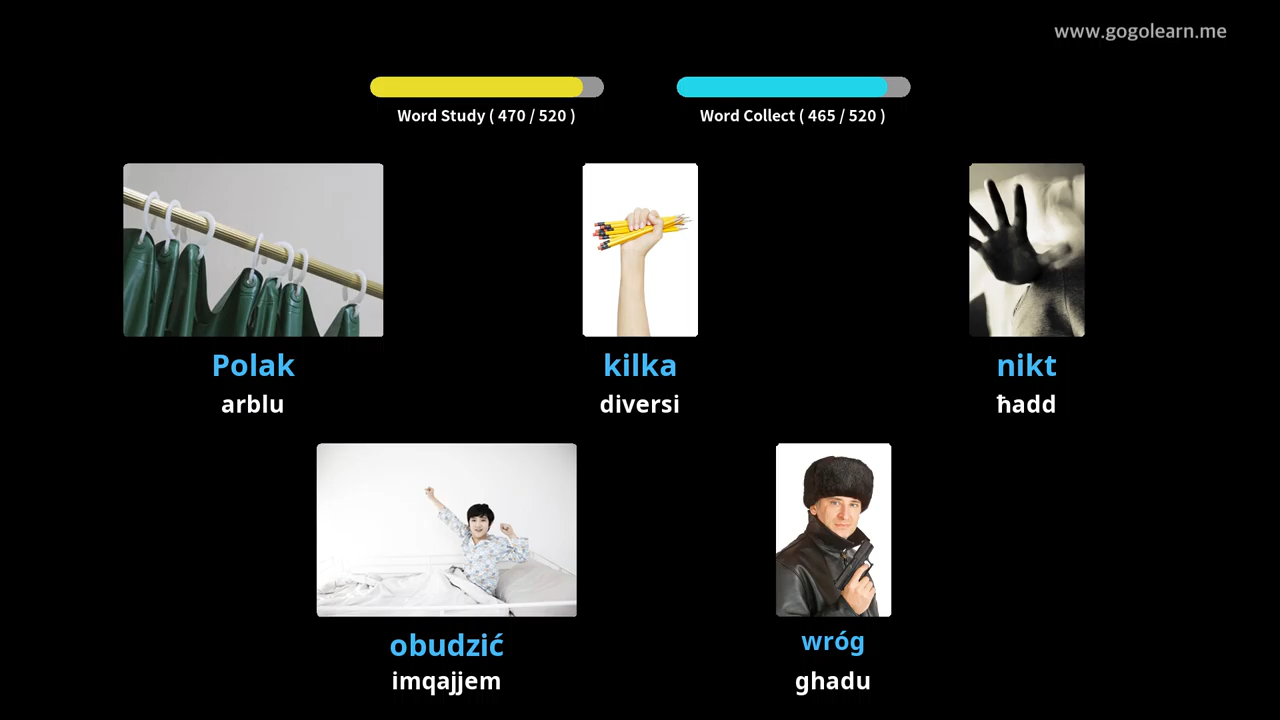 www.gogolearn.me
Word Study ( 470 / 520 )
Word Collect ( 465 / 520 )
Polak
arblu
kilka
diversi
nikt
ħadd
obudzić
imqajjem
wróg
ghadu